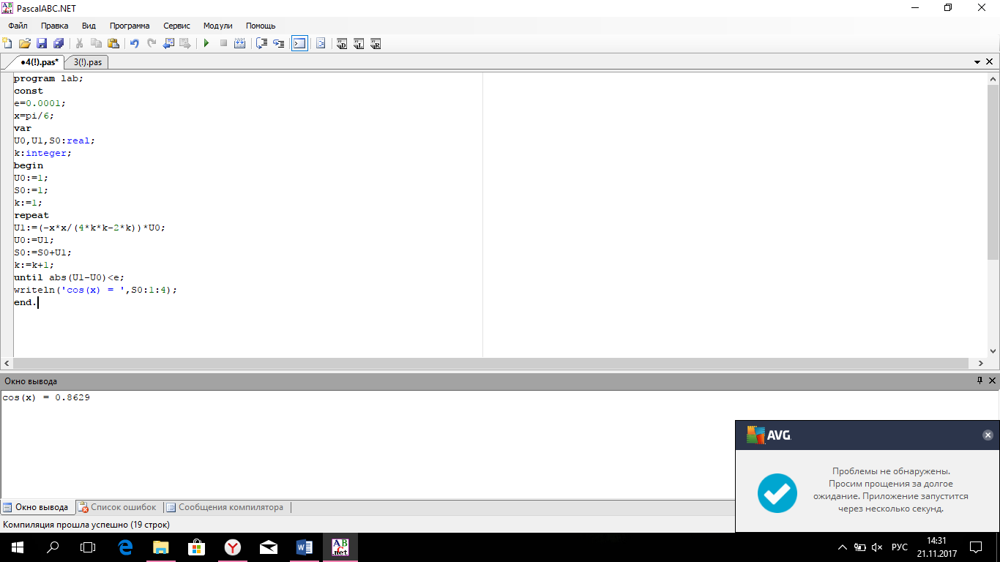 PascalABC.NET
Файл Правка Вид Программа Сервис Модули Помощь
•4(!).pas* 3(!).pas
program lab;
const
e=0.0001;
x=pi/6;
var
U0,U1,S0:real;
k:integer;
begin
U0:=1;
S0:=1;
k:=1;
repeat
U1:=(-x*x/(4*k*k-2*k))*U0;
U0:=U1;
S0:=S0+U1;
k:=k+1;
until abs(U1-U0)<e;
writeln('cos(x) = ',S0:1:4);
end.
Окно вывода
cos(x) = 0.8629
AVG
Проблемы не обнаружены.
Просим прощения за долгое
ожидание. Приложение запустится
через несколько секунд.
Окно вывода Список ошибок Сообщения компилятора
Компиляция прошла успешно (19 строк)
РУС
14:31
21.11.2017